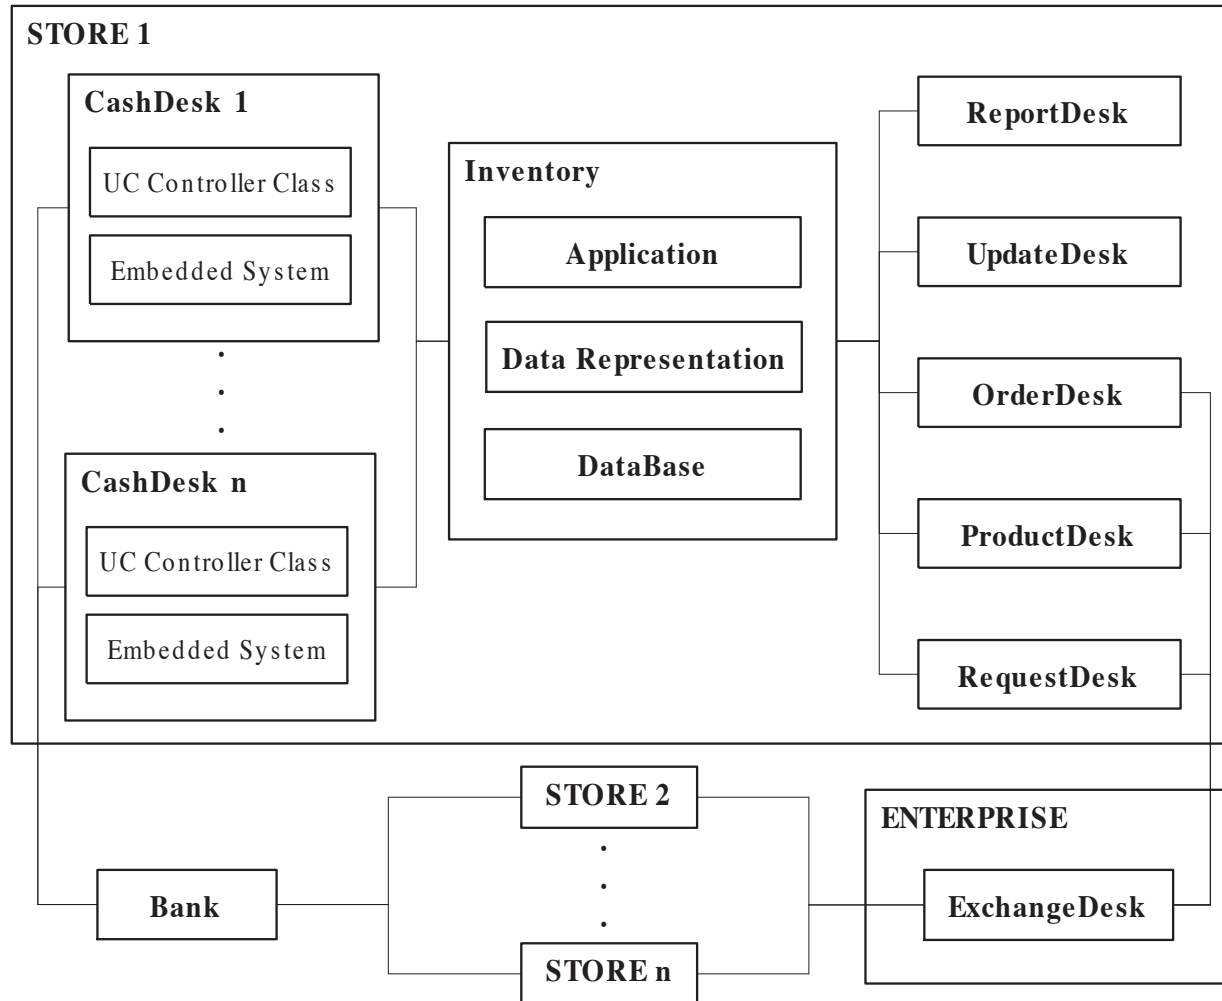 STORE 1
CashDesk 1
UC Controller Class
Embedded System
.
.
.
CashDesk n
UC Controller Class
Embedded System
Inventory
Application
Data Representation
DataBase
ReportDesk
UpdateDesk
OrderDesk
ProductDesk
RequestDesk
Bank
STORE 2
.
.
.
STORE n
ENTERPRISE
ExchangeDesk